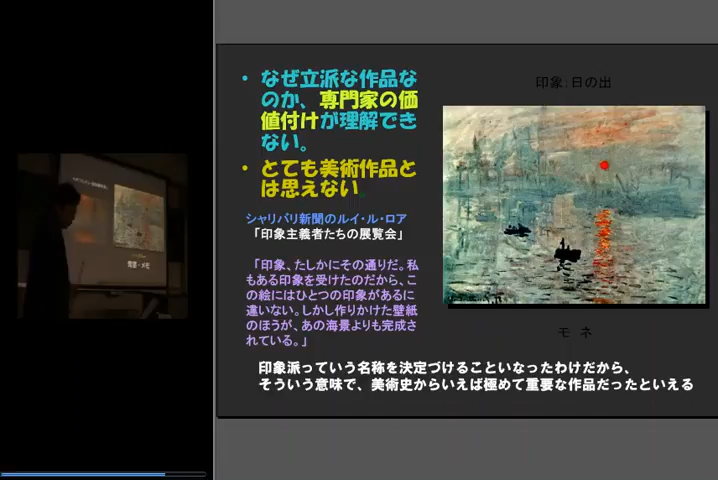 • なぜ立派な作品な
のか、専門家の価
値付けが理解でき
ない。
• とても美術作品と
は思えない
シャリバリ新聞のルイ・ル・ロア
「印象主義者たちの展覧会」
「印象、たしかにその通りだ。私
もある印象を受けたのだから、こ
の絵にはひとつの印象があるに
違いない。しかし作りかけた壁紙
のほうが、あの海景よりも完成さ
れている。」
印象：日の出
モ ネ
印象派っていう名称を決定づけることいなったわけだから、
そういう意味で、美術史からいえば極めて重要な作品だったといえる